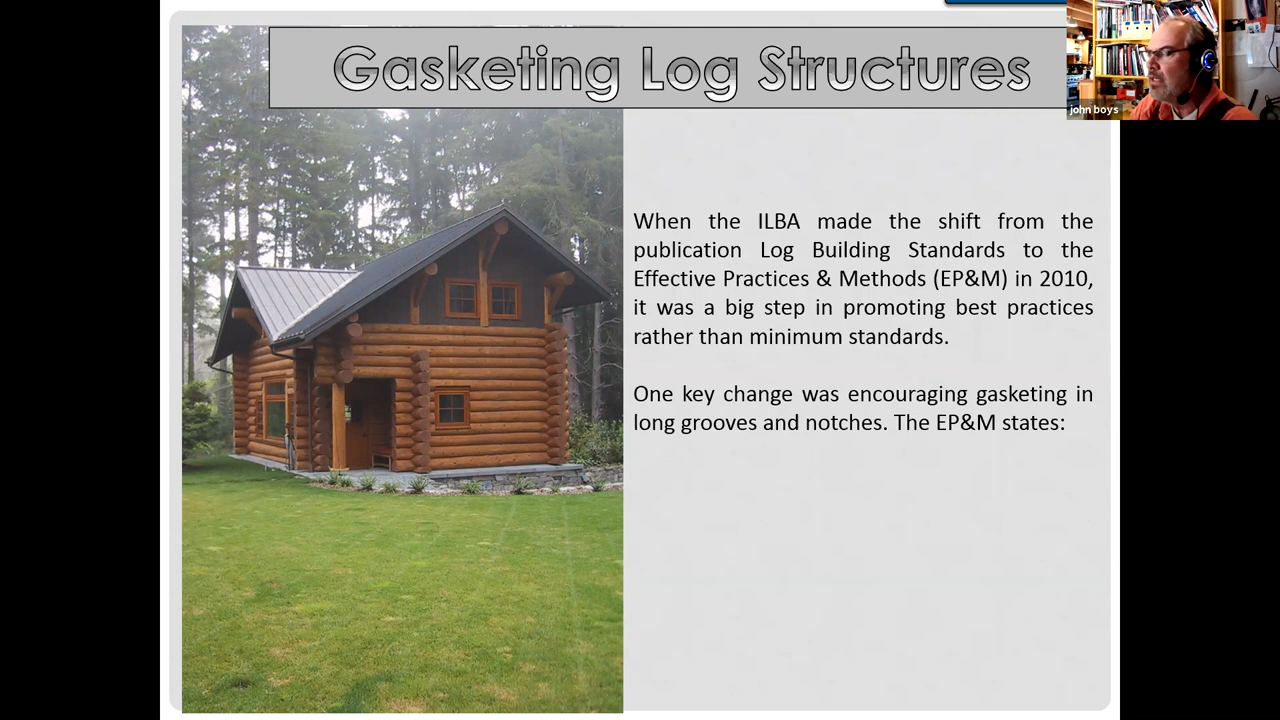 Gasketing Log Structures
john boys
When the ILBA made the shift from the
publication Log Building Standards to the
Effective Practices & Methods (EP&M) in 2010,
it was a big step in promoting best practices
rather than minimum standards.
One key change was encouraging gasketing in
long grooves and notches. The EP&M states: